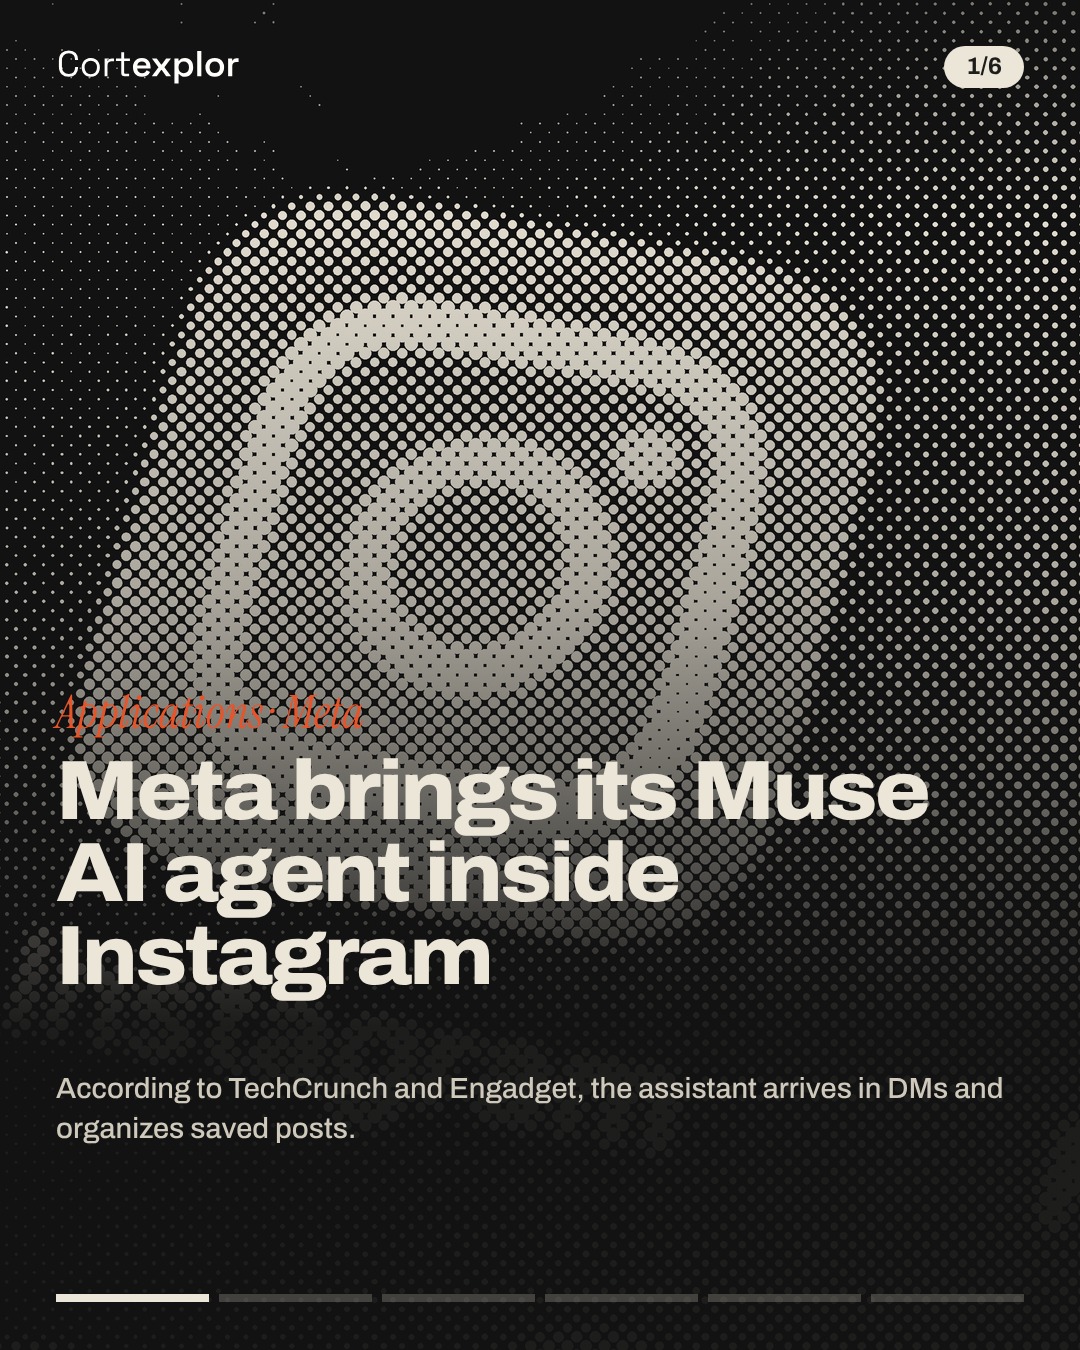 Cortexplor
1/6
Applications · Meta
Meta brings its Muse
AI agent inside
Instagram
According to TechCrunch and Engadget, the assistant arrives in DMs and
organizes saved posts.